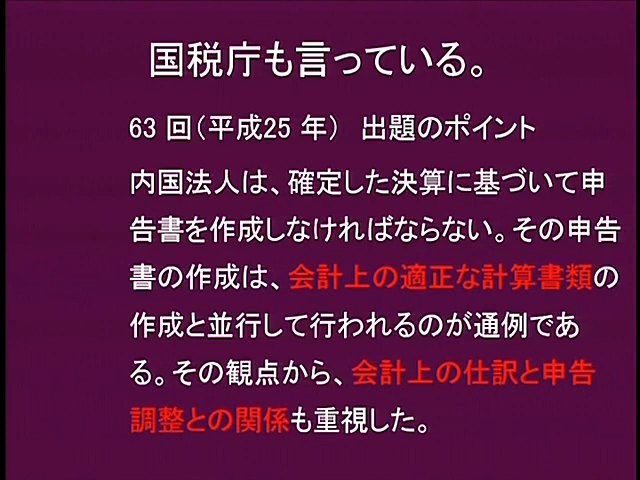 国税庁も言っている。
63 回(平成25 年) 出題のポイント
内国法人は、確定した決算に基づいて申
告書を作成しなければならない。その申告
書の作成は、会計上の適正な計算書類の
作成と並行して行われるのが通例であ
る。その観点から、会計上の仕訳と申告
調整との関係も重視した。